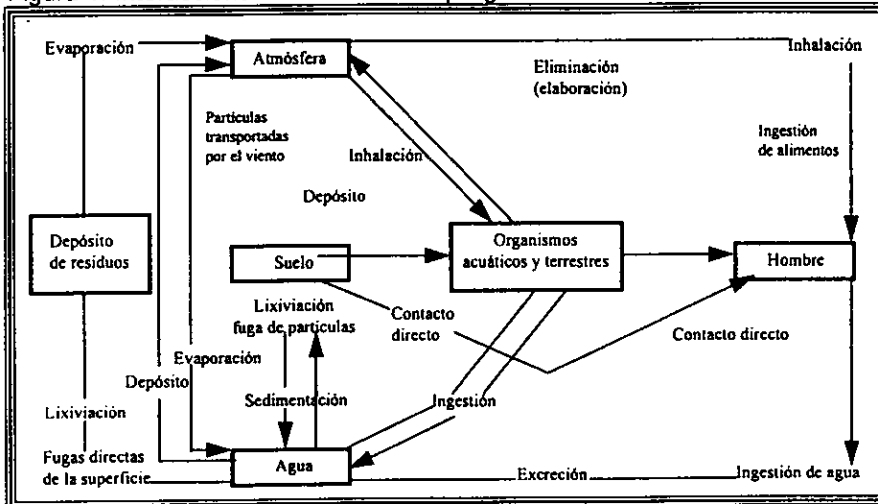 Evaporación
Atmósfera
Inhalación
Eliminación
(elaboración)
Partículas
transportadas
por el viento
Inhalación
Ingestión
de alimentos
Depósito
Depósito
de residuos
Suelo
Organismos
acuáticos y terrestres
Hombre
Lixiviación
fuga de partículas
Contacto
directo
Contacto directo
Evaporación
Depósito
Sedimentación
Ingestión
Lixiviación
Fugas directas
de la superficie
Agua
Excreción
Ingestión de agua